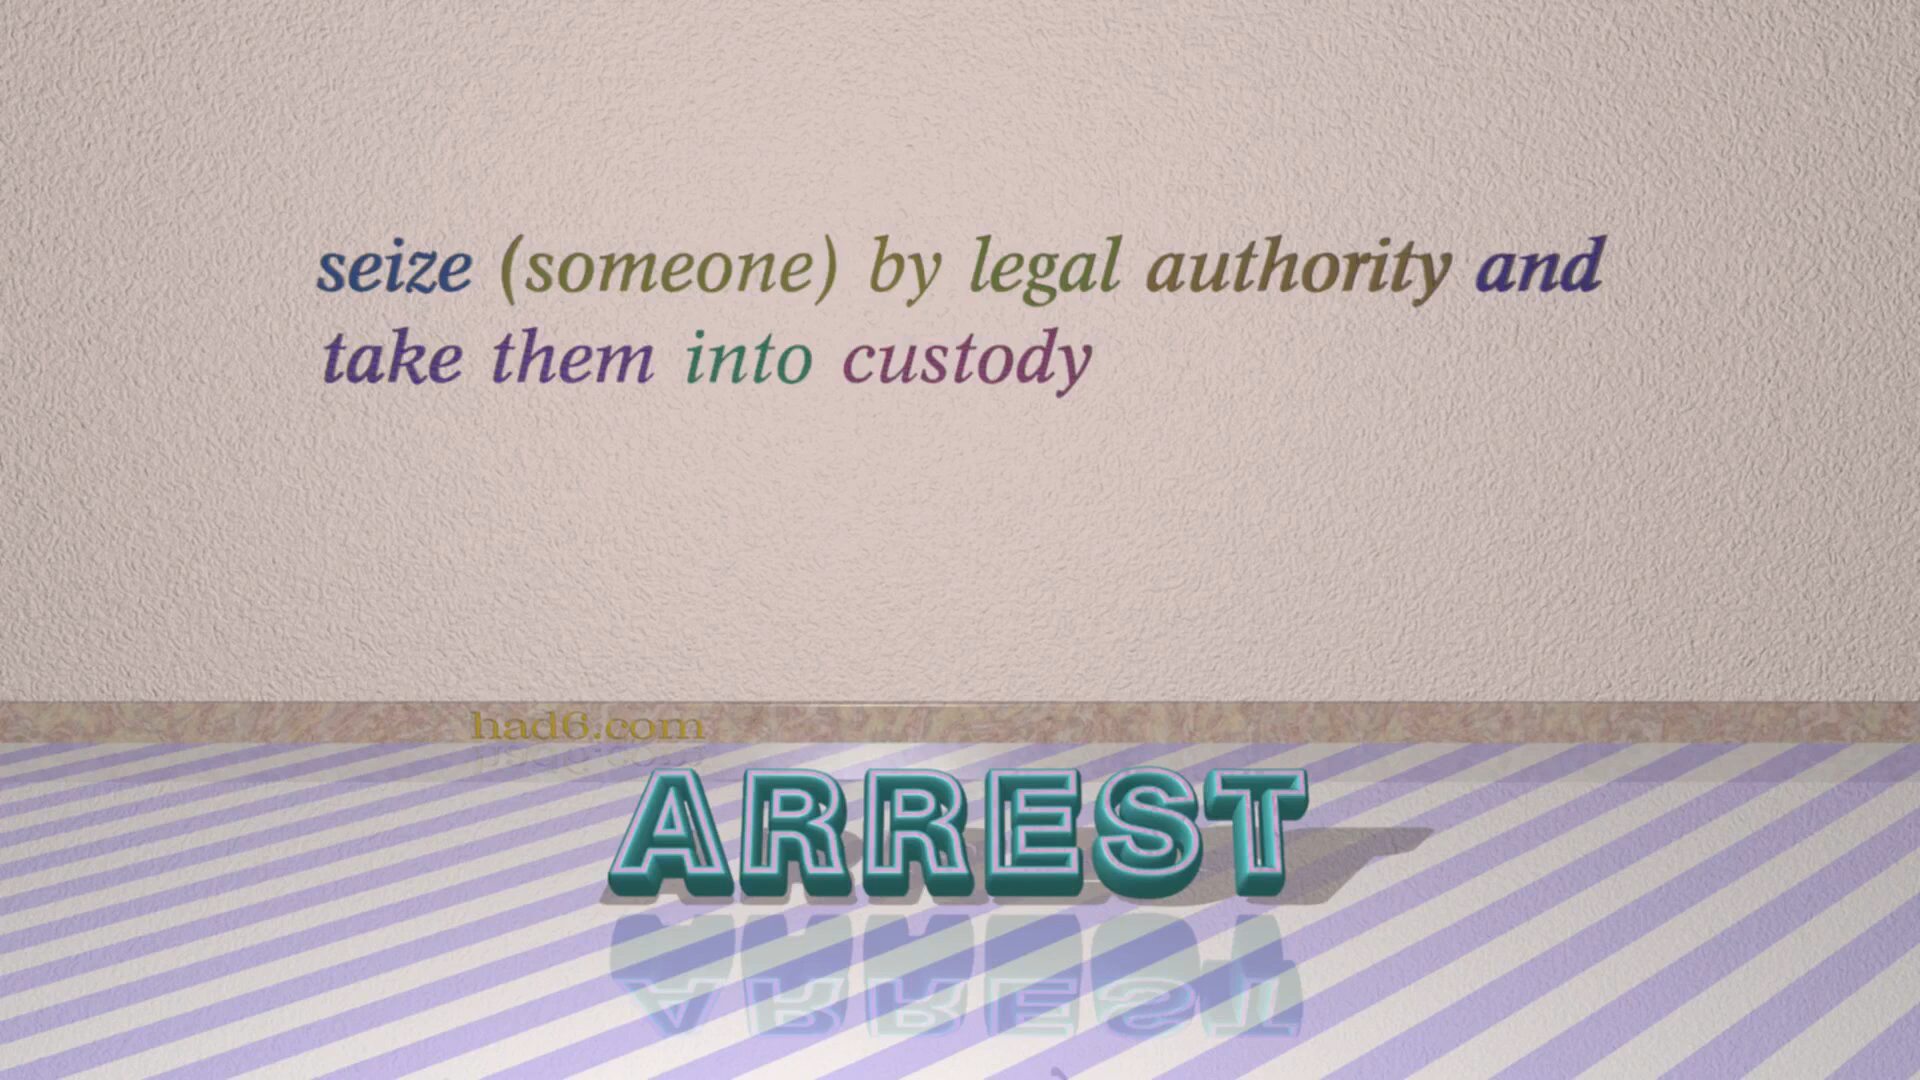 seize (someone) by legal authority and
take them into custody
had6.com
ARREST